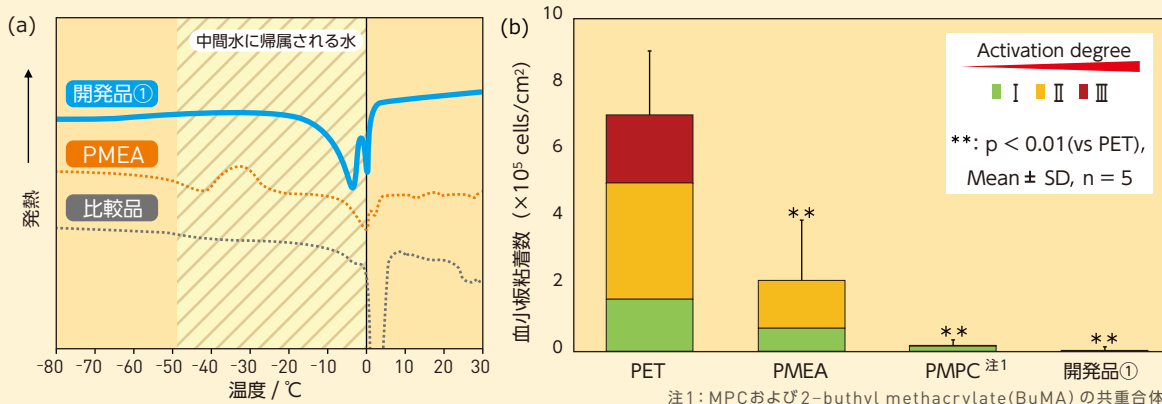 (a)
中間水に帰属される水
開発品①
PMEA
比較品
発熱
-80 -70 -60 -50 -40 -30 -20 -10 0 10 20 30
温度 / ℃
(b)
血小板粘着数 (×10⁵ cells/cm²)
10
8
6
4
2
0
Activation degree
Ⅰ Ⅱ Ⅲ
**: p < 0.01(vs PET),
Mean ± SD, n = 5
**
**
**
PET PMEA PMPC 注1 開発品①
注1：MPCおよび2-buthyl methacrylate(BuMA) の共重合体